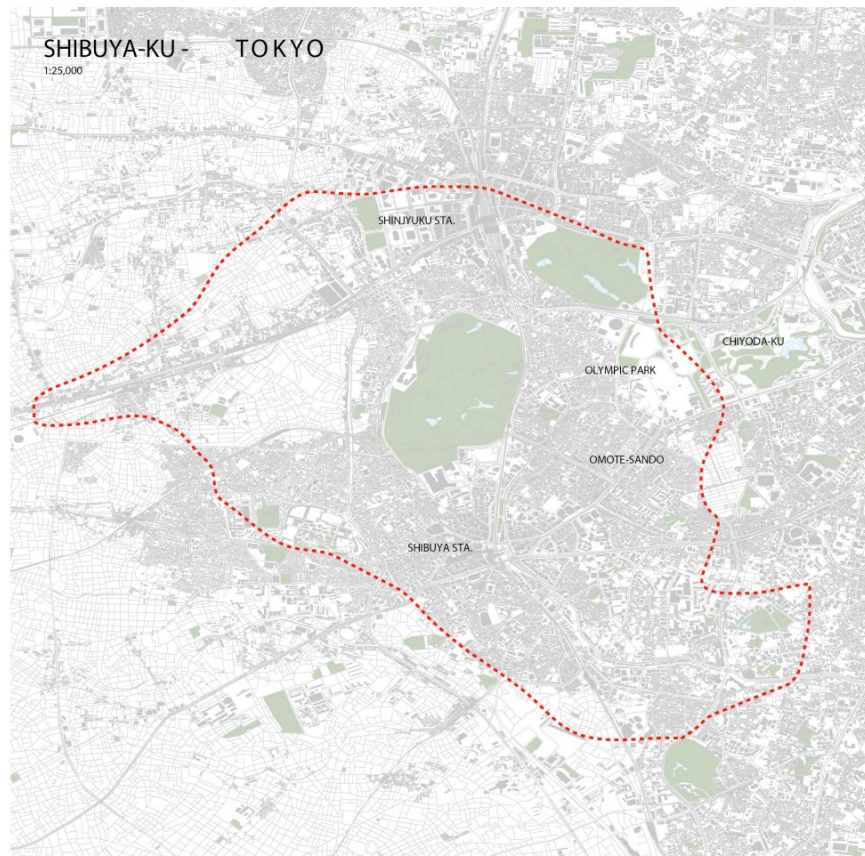 SHIBUYA-KU - TOKYO
1:25,000
SHINJYUKU STA.
CHIYODA-KU
OLYMPIC PARK
OMOTE-SANDO
SHIBUYA STA.